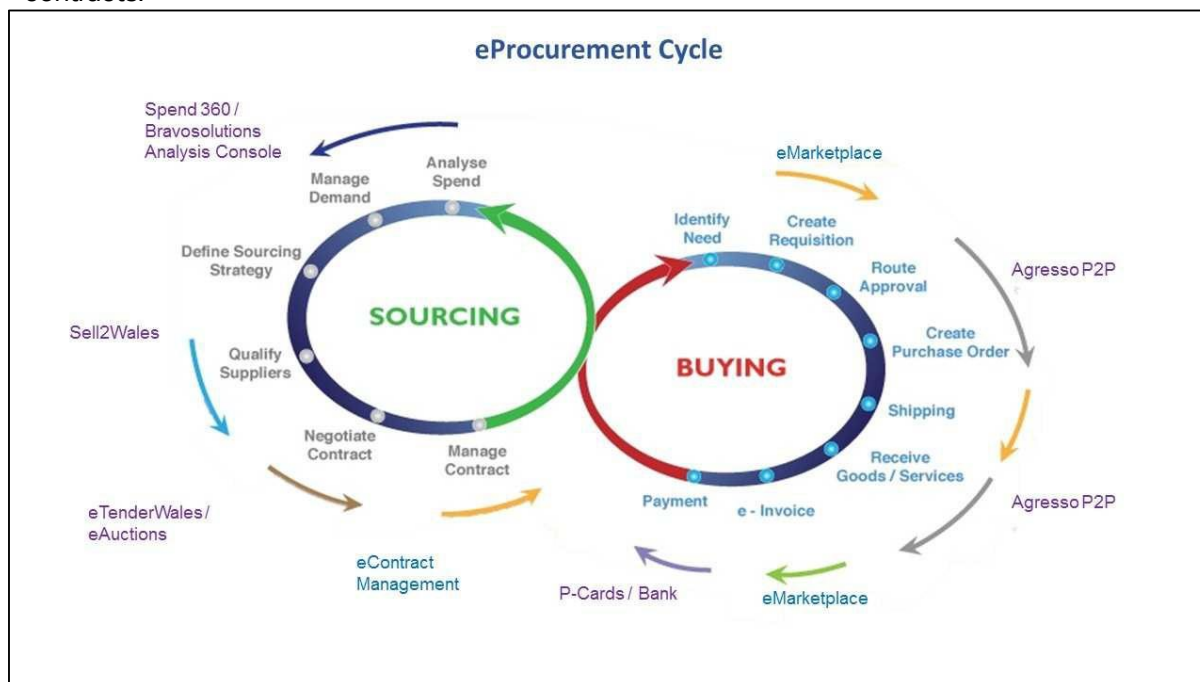 contracts.
eProcurement Cycle
Spend 360 /
Bravosolutions
Analysis Console
Analyse
Spend
Manage
Demand
Define Sourcing
Strategy
SOURCING
Sell2Wales
Qualify
Suppliers
Negotiate
Contract
Manage
Contract
eTenderWales /
eAuctions
eContract
Management
eMarketplace
Identify
Need
Create
Requisition
Route
Approval
Agresso P2P
Create
Purchase Order
BUYING
Shipping
Receive
Goods / Services
Agresso P2P
e - Invoice
Payment
eMarketplace
P-Cards / Bank